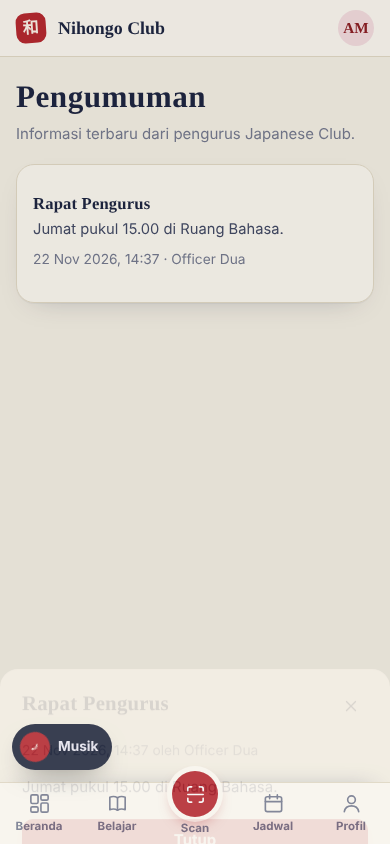 和 Nihongo Club AM
Pengumuman
Informasi terbaru dari pengurus Japanese Club.
Rapat Pengurus
Jumat pukul 15.00 di Ruang Bahasa.
22 Nov 2026, 14:37 · Officer Dua
Rapat Pengurus
Musik
14:37 oleh Officer Dua
Jumat pukul 15.00 di Ruang Bahasa.
Beranda Belajar Scan Jadwal Profil
Tutup